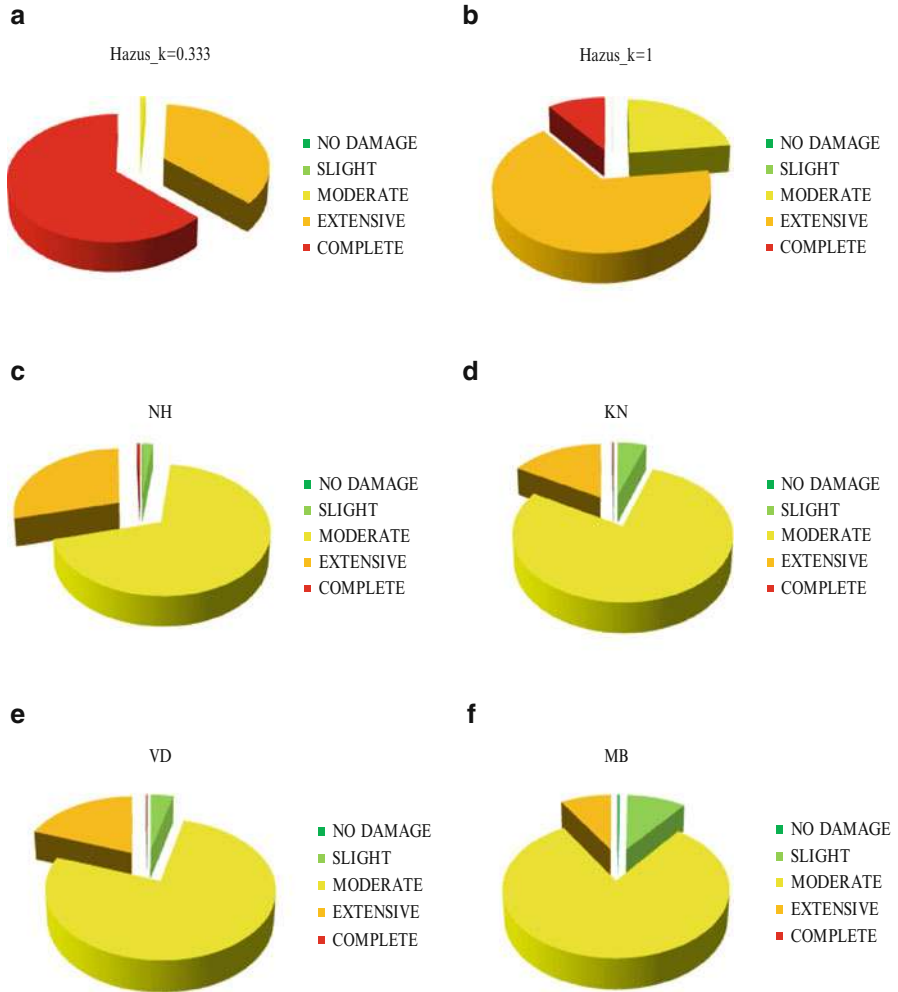 a
Hazus_k=0.333
NO DAMAGE
SLIGHT
MODERATE
EXTENSIVE
COMPLETE
b
Hazus_k=1
NO DAMAGE
SLIGHT
MODERATE
EXTENSIVE
COMPLETE
c
NH
NO DAMAGE
SLIGHT
MODERATE
EXTENSIVE
COMPLETE
d
KN
NO DAMAGE
SLIGHT
MODERATE
EXTENSIVE
COMPLETE
e
VD
NO DAMAGE
SLIGHT
MODERATE
EXTENSIVE
COMPLETE
f
MB
NO DAMAGE
SLIGHT
MODERATE
EXTENSIVE
COMPLETE